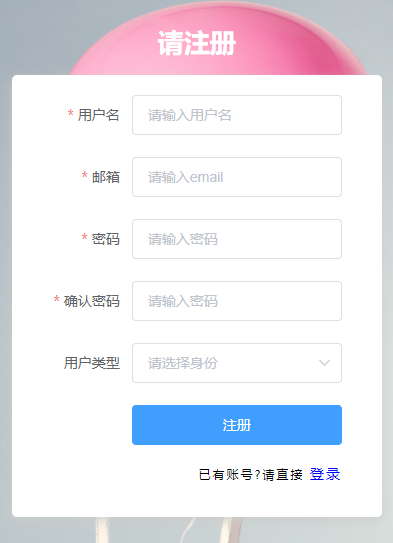 请注册
* 用户名 请输入用户名
* 邮箱 请输入email
* 密码 请输入密码
* 确认密码 请输入密码
用户类型 请选择身份
注册
已有账号?请直接 登录